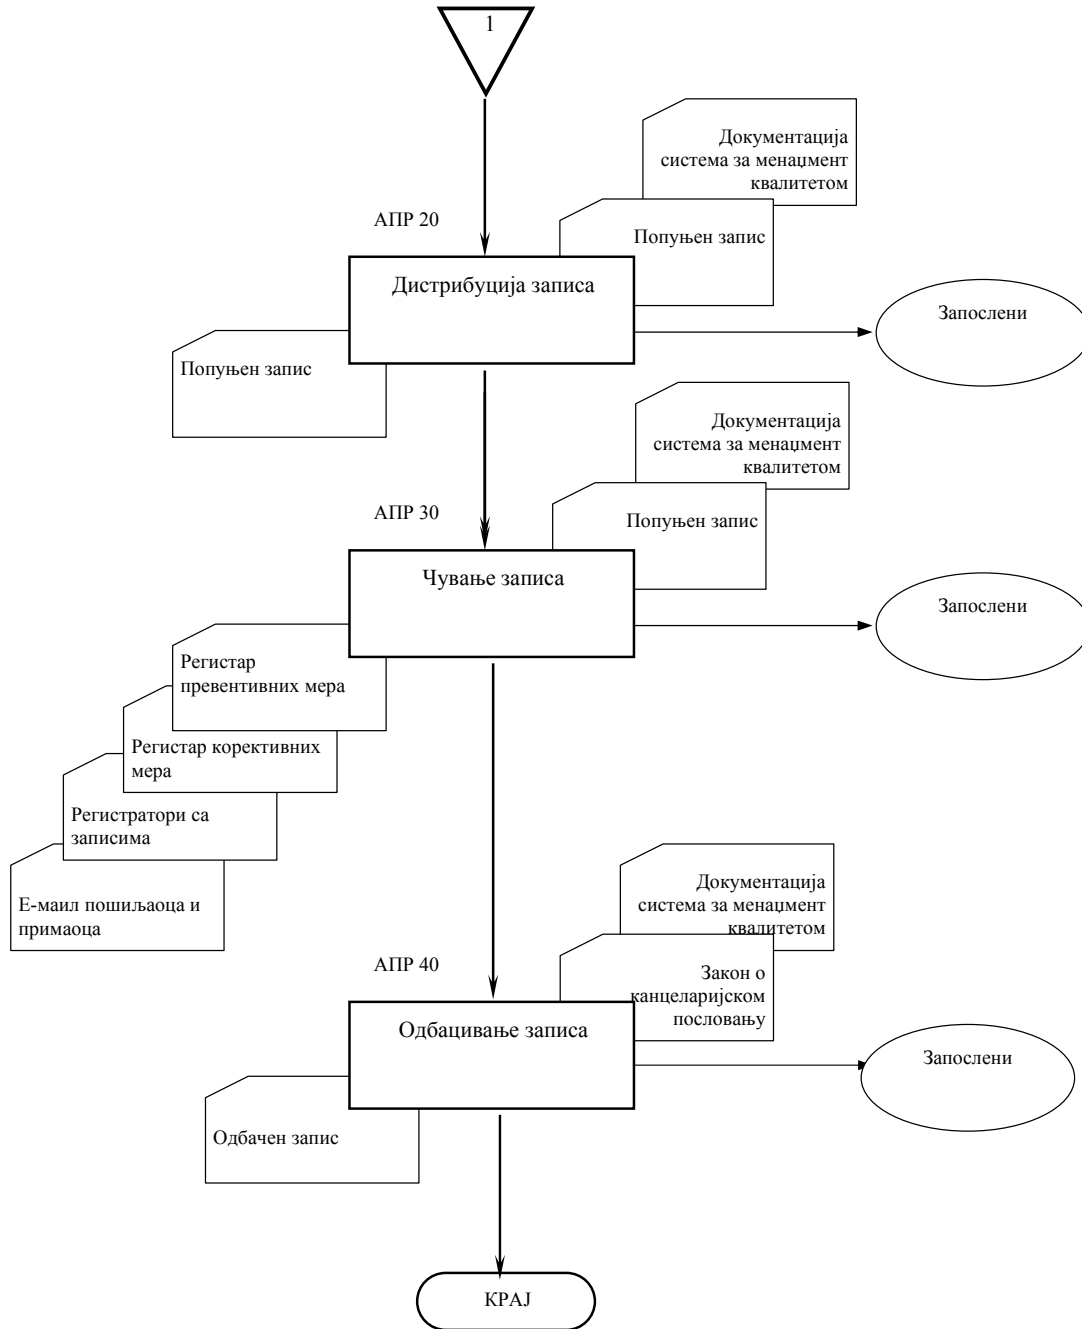 1
Документација
система за менаџмент
квалитетом
АПР 20
Попуњен запис
Дистрибуција записа
Запослени
Попуњен запис
Документација
система за менаџмент
квалитетом
АПР 30
Попуњен запис
Чување записа
Запослени
Регистар
превентивних мера
Регистар корективних
мера
Регистратори са
записима
Е-маил пошиљаоца и
примаоца
Документација
система за менаџмент
квалитетом
АПР 40
Закон о
канцеларијском
пословању
Одбацивање записа
Запослени
Одбачен запис
КРАЈ